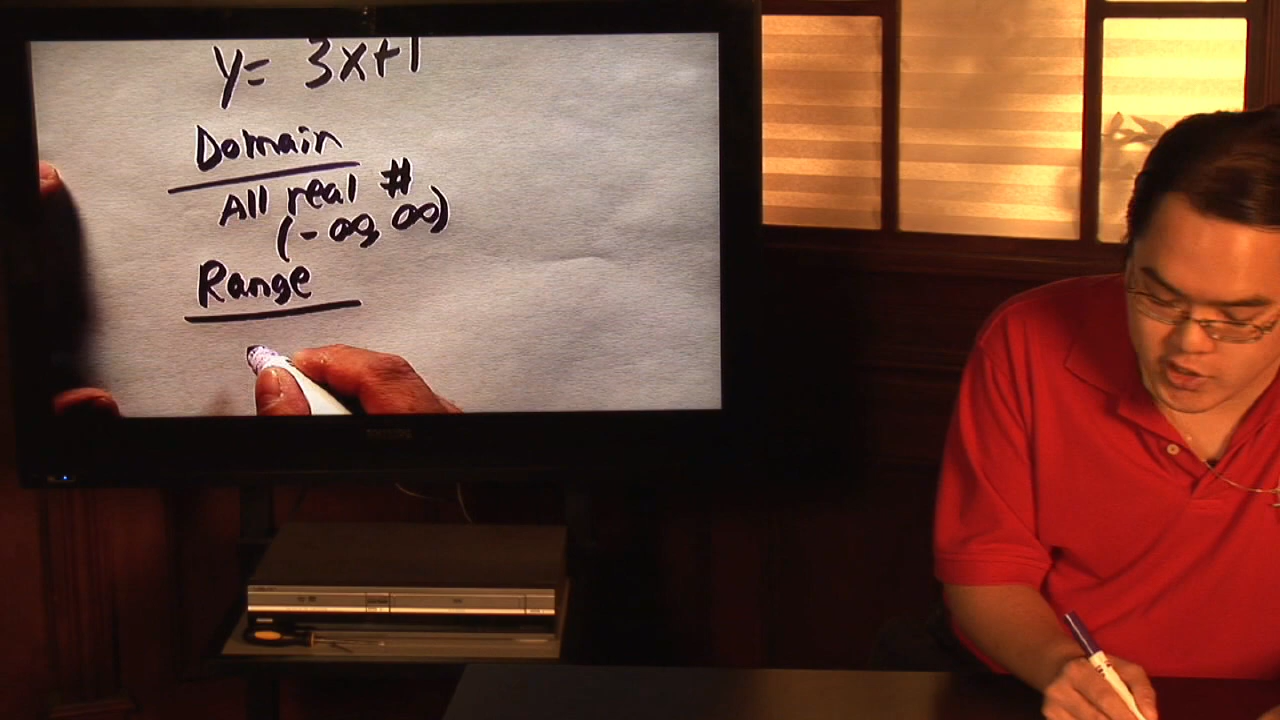 y= 3x+1
Domain
All real #
(-∞, ∞)
Range